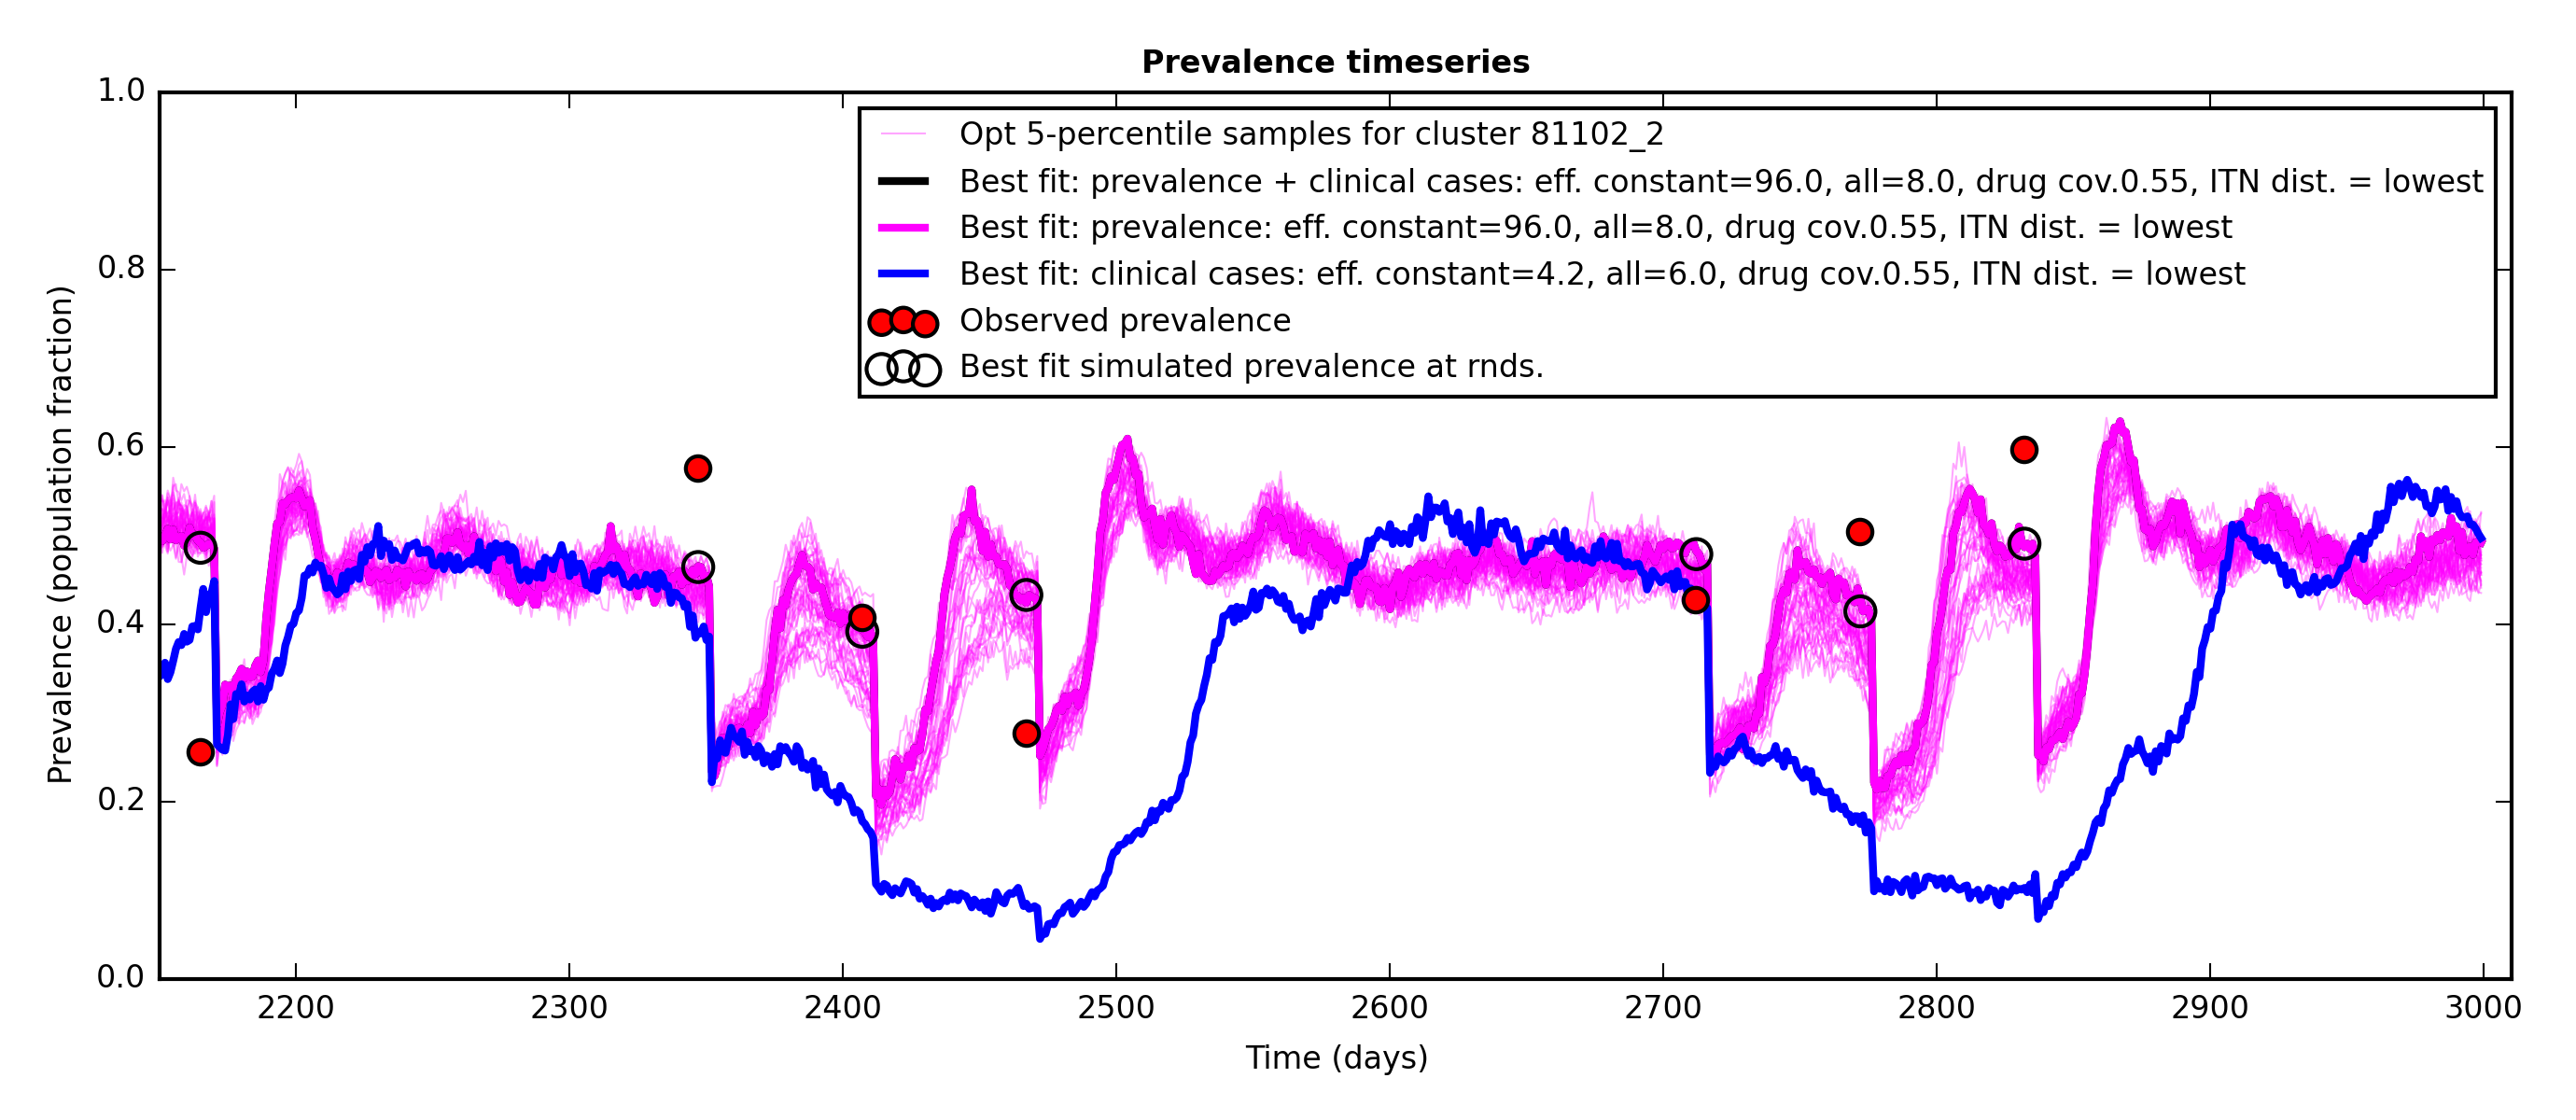 Prevalence timeseries
Opt 5-percentile samples for cluster 81102_2
Best fit: prevalence + clinical cases: eff. constant=96.0, all=8.0, drug cov.0.55, ITN dist. = lowest
Best fit: prevalence: eff. constant=96.0, all=8.0, drug cov.0.55, ITN dist. = lowest
Best fit: clinical cases: eff. constant=4.2, all=6.0, drug cov.0.55, ITN dist. = lowest
Observed prevalence
Best fit simulated prevalence at rnds.
Prevalence (population fraction)
1.0
0.8
0.6
0.4
0.2
0.0
2200 2300 2400 2500 2600 2700 2800 2900 3000
Time (days)